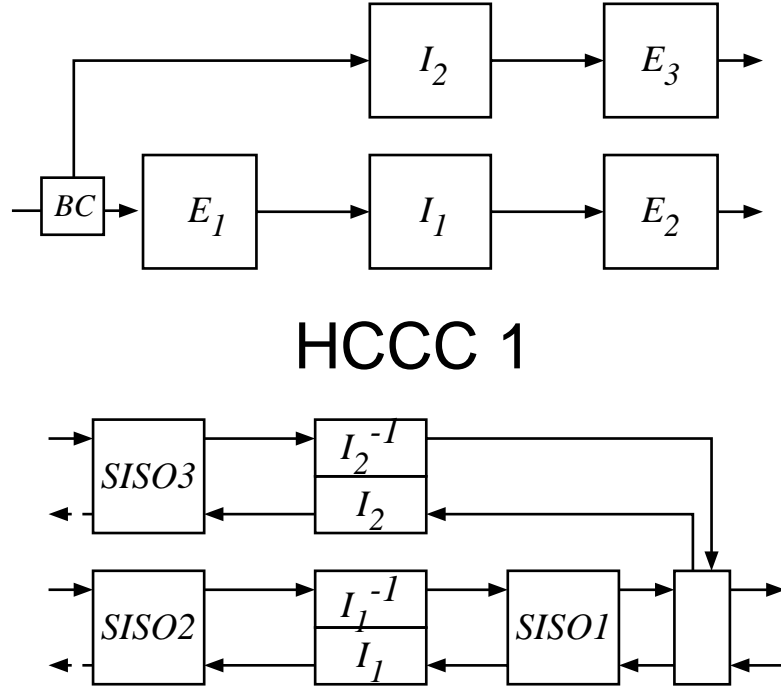 I₂ E₃
BC E₁ I₁ E₂
HCCC 1
SISO3 I₂⁻¹
I₂
SISO2 I₁⁻¹ SISO1
I₁